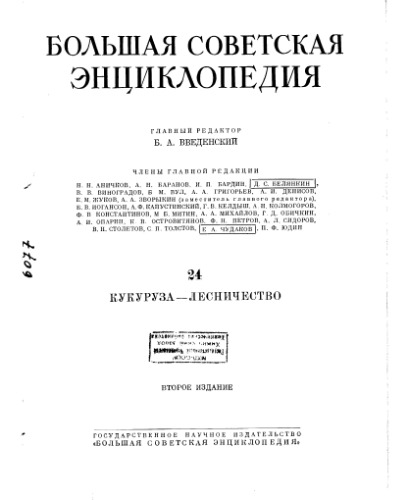 БОЛЬШАЯ СОВЕТСКАЯ
ЭНЦИКЛОПЕДИЯ
ГЛАВНЫЙ РЕДАКТОР
Б. А. ВВЕДЕНСКИЙ
ЧЛЕНЫ ГЛАВНОЙ РЕДАКЦИИ
Н. Н. АНИЧКОВ, А. Н. БАРАНОВ, И. П. БАРДИН, Д. С. БЕЛЯНКИН,
В. В. ВИНОГРАДОВ, Б. М. ВУЛ, А. А. ГРИГОРЬЕВ, А. И. ДЕНИСОВ,
Е. М. ЖУКОВ, А. А. ЗВОРЫКИН (заместитель главного редактора),
Б. В. ИОГАНСОН, А. Ф. КАПУСТИНСКИЙ, Г. В. КЕЛДЫШ, А. Н. КОЛМОГОРОВ,
Ф. В. КОНСТАНТИНОВ, М. Б. МИТИН, А. А. МИХАЙЛОВ, Г. Д. ОБИЧКИН,
А. И. ОПАРИН, К. В. ОСТРОВИТЯНОВ, Ф. Н. ПЕТРОВ, А. Л. СИДОРОВ,
В. Н. СТОЛЕТОВ, С. П. ТОЛСТОВ, Е. А. ЧУДАКОВ, П. Ф. ЮДИН
24
КУКУРУЗА—ЛЕСНИЧЕСТВО
ВТОРОЕ ИЗДАНИЕ
ГОСУДАРСТВЕННОЕ НАУЧНОЕ ИЗДАТЕЛЬСТВО
«БОЛЬШАЯ СОВЕТСКАЯ ЭНЦИКЛОПЕДИЯ»